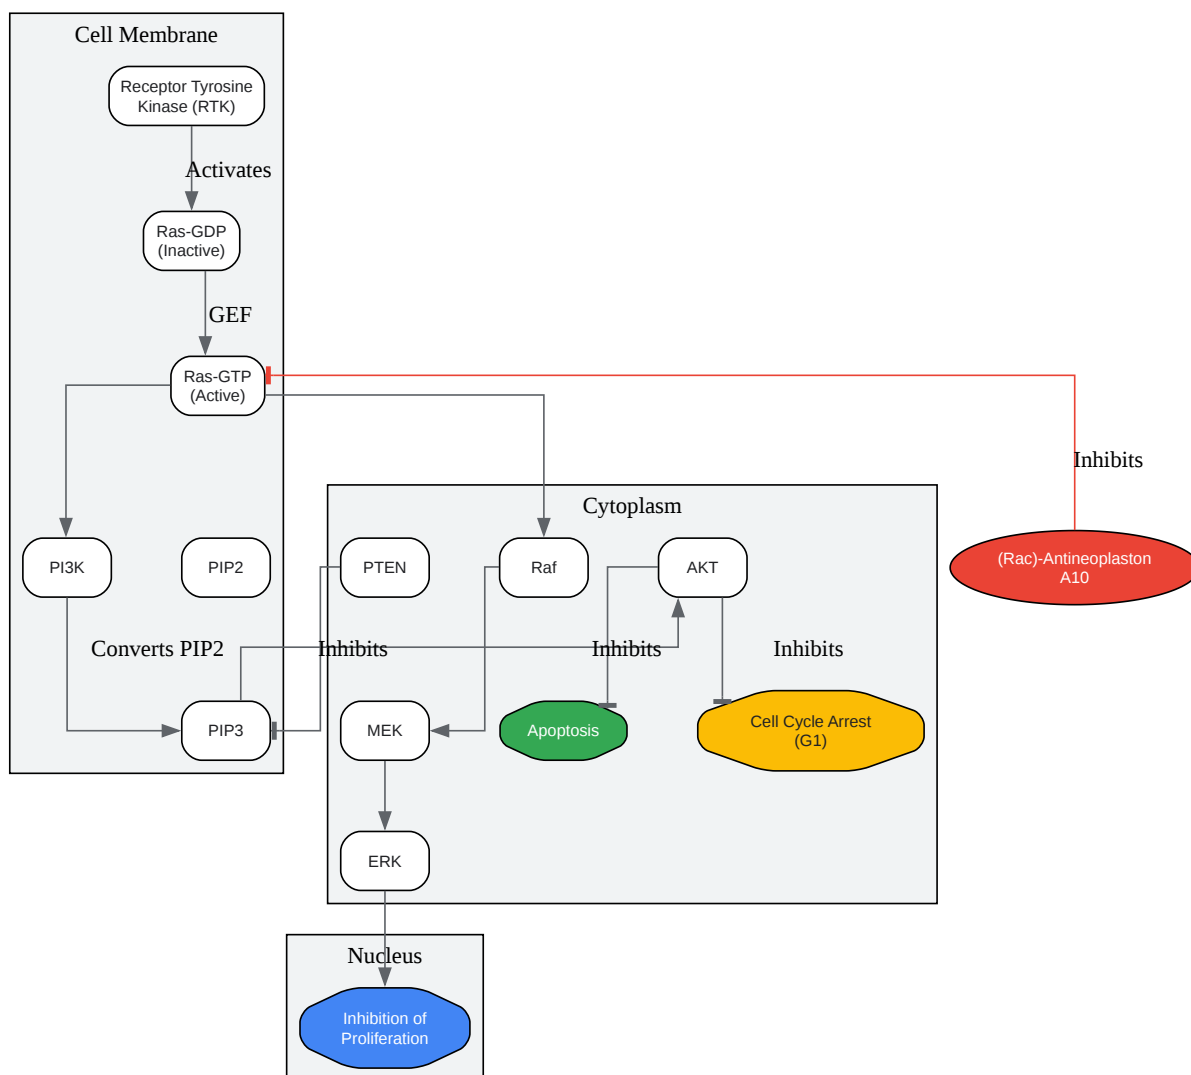 Cell Membrane
Receptor Tyrosine
Kinase (RTK)
Activates
Ras-GDP
(Inactive)
GEF
Ras-GTP
(Active)
Inhibits
Cytoplasm
(Rac)-Antineoplaston
A10
PI3K
PIP2
PTEN
Raf
AKT
Converts PIP2
Inhibits
Inhibits
Inhibits
PIP3
MEK
Apoptosis
Cell Cycle Arrest
(G1)
ERK
Nucleus
Inhibition of
Proliferation